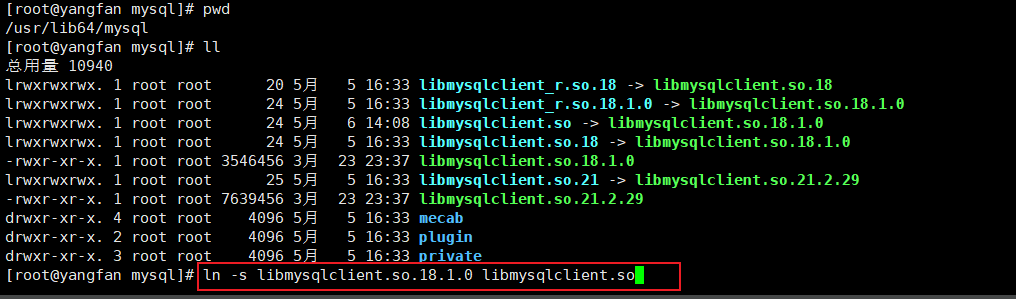 [root@yangfan mysql]# pwd
/usr/lib64/mysql
[root@yangfan mysql]# ll
总用量 10940
lrwxrwxrwx. 1 root root      20 5月   5 16:33 libmysqlclient_r.so.18 -> libmysqlclient.so.18
lrwxrwxrwx. 1 root root      24 5月   5 16:33 libmysqlclient_r.so.18.1.0 -> libmysqlclient.so.18.1.0
lrwxrwxrwx. 1 root root      24 5月   6 14:08 libmysqlclient.so -> libmysqlclient.so.18.1.0
lrwxrwxrwx. 1 root root      24 5月   5 16:33 libmysqlclient.so.18 -> libmysqlclient.so.18.1.0
-rwxr-xr-x. 1 root root 3546456 3月  23 23:37 libmysqlclient.so.18.1.0
lrwxrwxrwx. 1 root root      25 5月   5 16:33 libmysqlclient.so.21 -> libmysqlclient.so.21.2.29
-rwxr-xr-x. 1 root root 7639456 3月  23 23:37 libmysqlclient.so.21.2.29
drwxr-xr-x. 4 root root    4096 5月   5 16:33 mecab
drwxr-xr-x. 2 root root    4096 5月   5 16:33 plugin
drwxr-xr-x. 3 root root    4096 5月   5 16:33 private
[root@yangfan mysql]# ln -s libmysqlclient.so.18.1.0 libmysqlclient.so